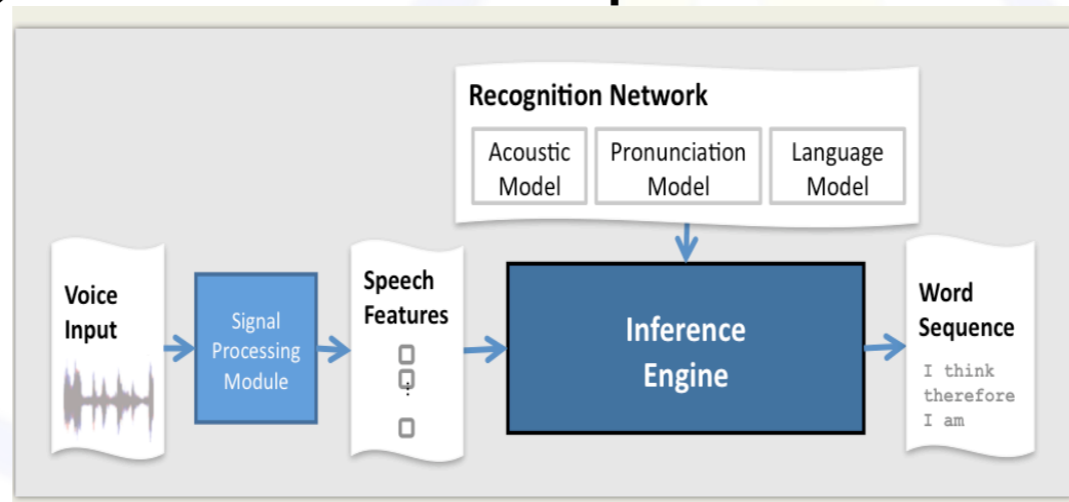 Recognition Network
Acoustic
Model
Pronunciation
Model
Language
Model
Voice
Input
Signal
Processing
Module
Speech
Features
Inference
Engine
Word
Sequence
I think
therefore
I am